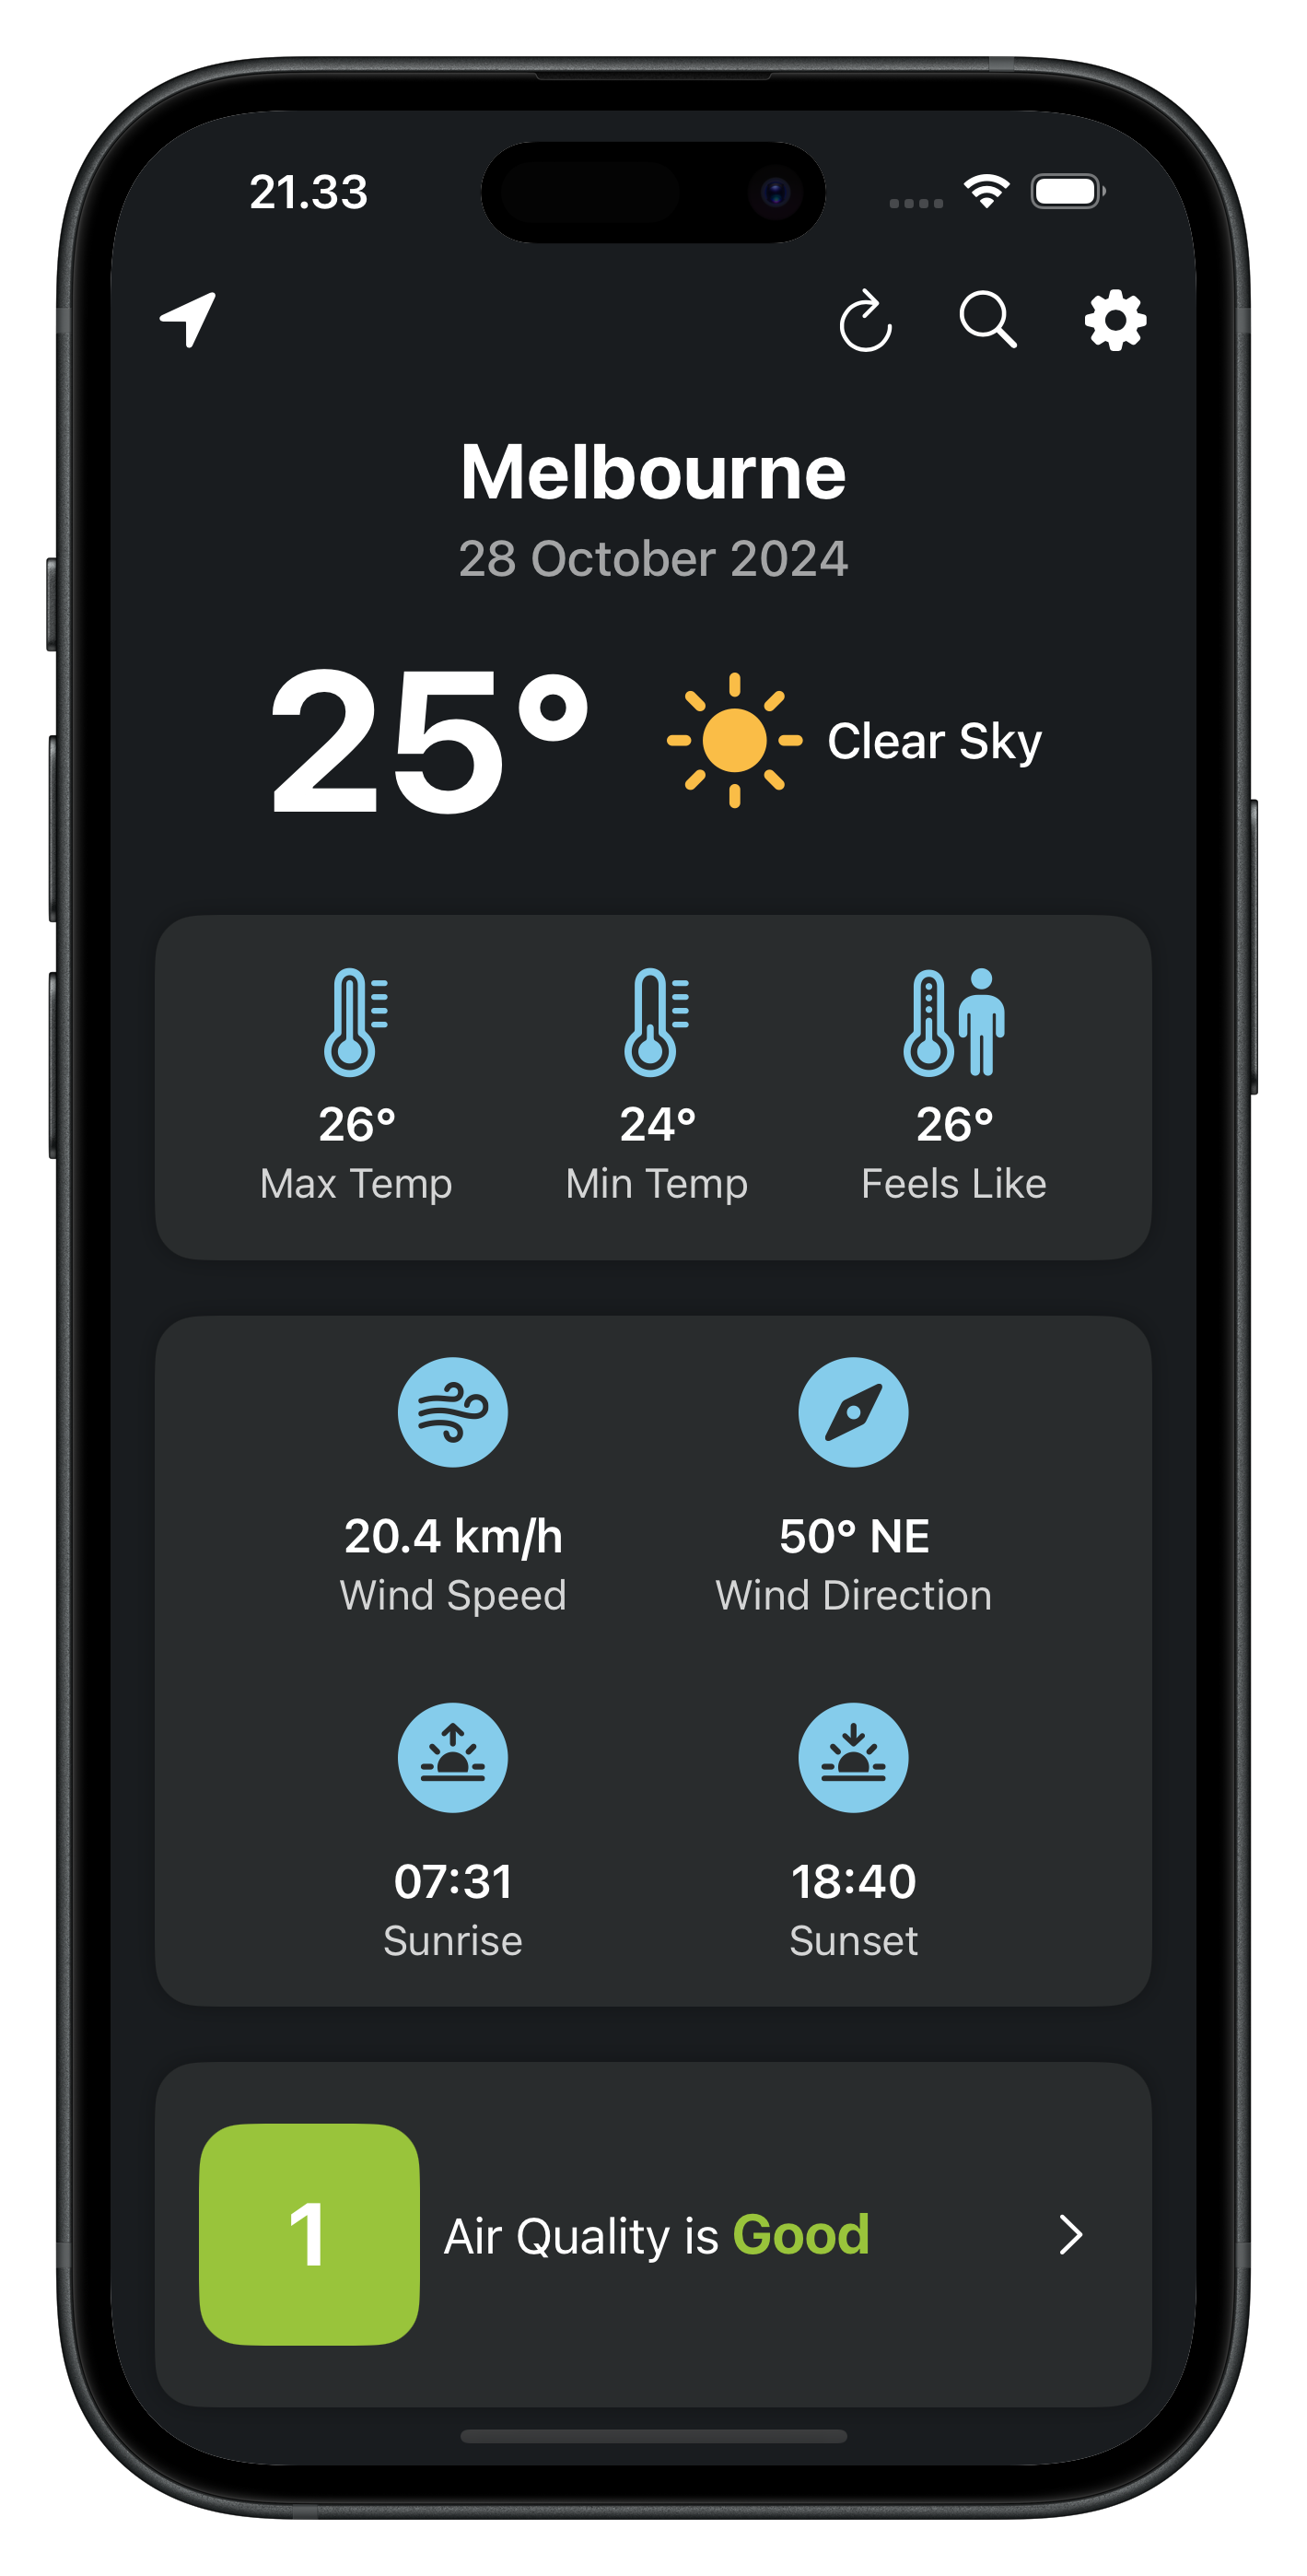 21.33
Melbourne
28 October 2024
25°
Clear Sky
26° 24° 26°
Max Temp Min Temp Feels Like
20.4 km/h 50° NE
Wind Speed Wind Direction
07:31 18:40
Sunrise Sunset
1
Air Quality is Good